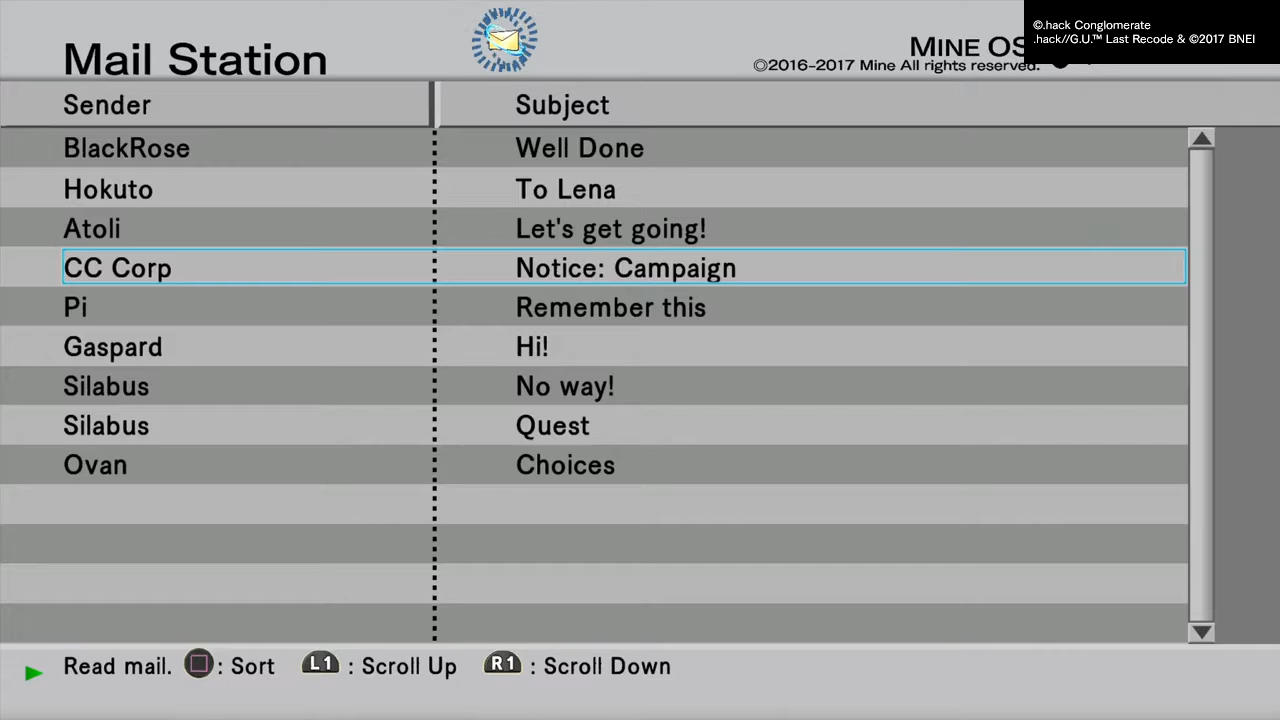 ©.hack Conglomerate
.hack//G.U.™ Last Recode & ©2017 BNEI
Mail Station
MINE OS
©2016-2017 Mine All rights reserved.
Sender Subject
BlackRose Well Done
Hokuto To Lena
Atoli Let's get going!
CC Corp Notice: Campaign
Pi Remember this
Gaspard Hi!
Silabus No way!
Silabus Quest
Ovan Choices
Read mail. : Sort L1 : Scroll Up R1 : Scroll Down